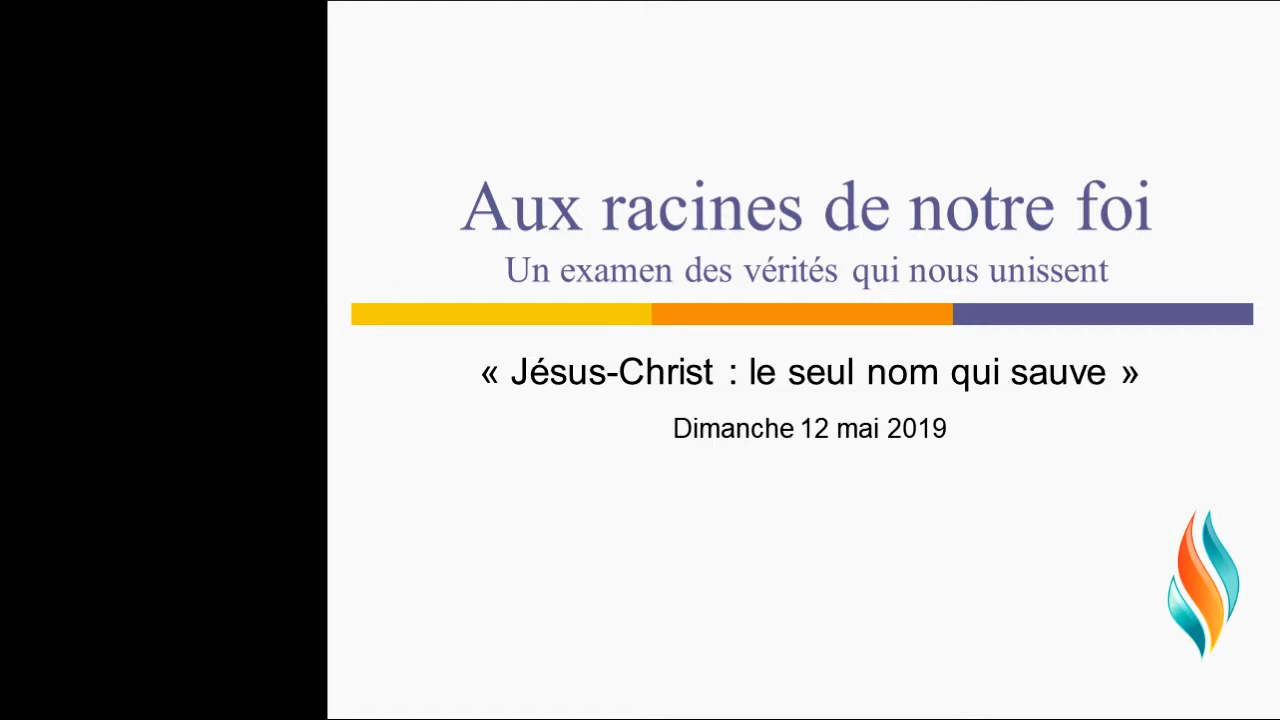 Aux racines de notre foi
Un examen des vérités qui nous unissent
« Jésus-Christ : le seul nom qui sauve »
Dimanche 12 mai 2019